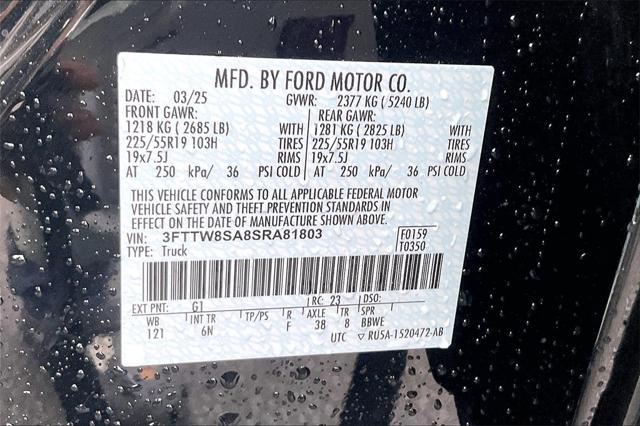 MFD. BY FORD MOTOR CO.
DATE: 03/25 GVWR: 2377 KG ( 5240 LB)
FRONT GAWR: REAR GAWR:
1218 KG ( 2685 LB) WITH 1281 KG ( 2825 LB) WITH
225/55R19 103H TIRES 225/55R19 103H TIRES
19x7.5J RIMS 19x7.5J RIMS
AT 250 kPa/ 36 PSI COLD AT 250 kPa/ 36 PSI COLD
THIS VEHICLE CONFORMS TO ALL APPLICABLE FEDERAL MOTOR
VEHICLE SAFETY AND THEFT PREVENTION STANDARDS IN
EFFECT ON THE DATE OF MANUFACTURE SHOWN ABOVE.
VIN: 3FTTW8SA8SRA81803 F0159
TYPE: Truck T0350
EXT PNT: G1 RC: 23 DSO:
WB INT TR TP/PS R AXLE TR SPR
121 6N F 38 8 BBWE
UTC ▽ RU5A-1520472-AB